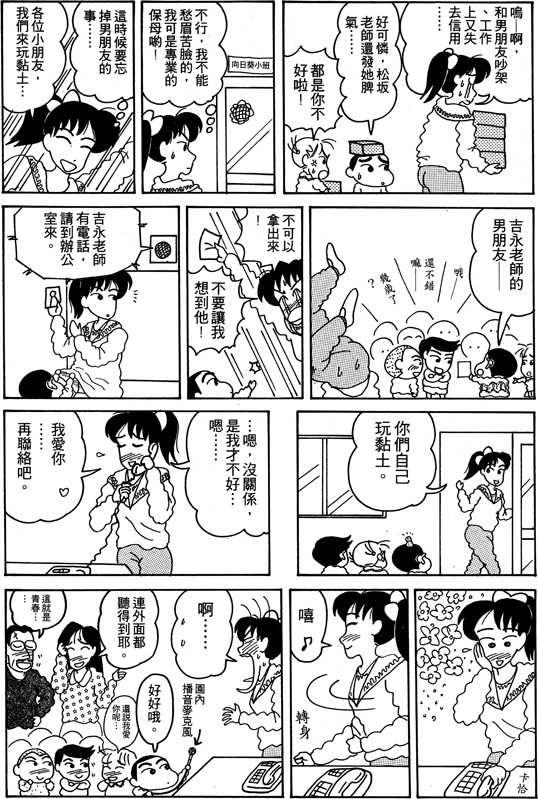 嗚─啊，
和男朋友吵架
、工作
上又失
去信用
⋯⋯
好可憐，松坂
老師還發她脾
氣⋯⋯
都是你不
好啦！
向日葵小班
不行，我不能
愁眉苦臉的，
我可是專業的
保母喲！
這時候要忘
掉男朋友的
事⋯⋯
各位小朋友，
我們來玩黏土⋯
吉永老師的
男朋友──
哦
還不錯
嘛
幾歲了
不可以
拿出來
！
不要讓我
想到他！
吉永老師
有電話，
請到辦公
室來。
你們自己
玩黏土。
⋯嗯，沒關係，
是我才不好⋯
嗯⋯⋯
我愛你
⋯⋯
再聯絡吧。
卡恰
嘻♪
轉身
啊
⋯⋯
園內
播音麥克風
好好哦。
還說我愛
你呢⋯
連外面都
聽得到耶。
這就是
青春⋯